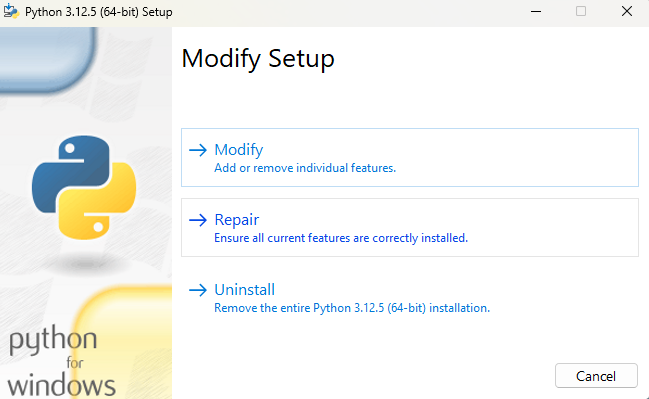 Python 3.12.5 (64-bit) Setup
Modify Setup
Modify
Add or remove individual features.
Repair
Ensure all current features are correctly installed.
Uninstall
Remove the entire Python 3.12.5 (64-bit) installation.
python
for
windows
Cancel